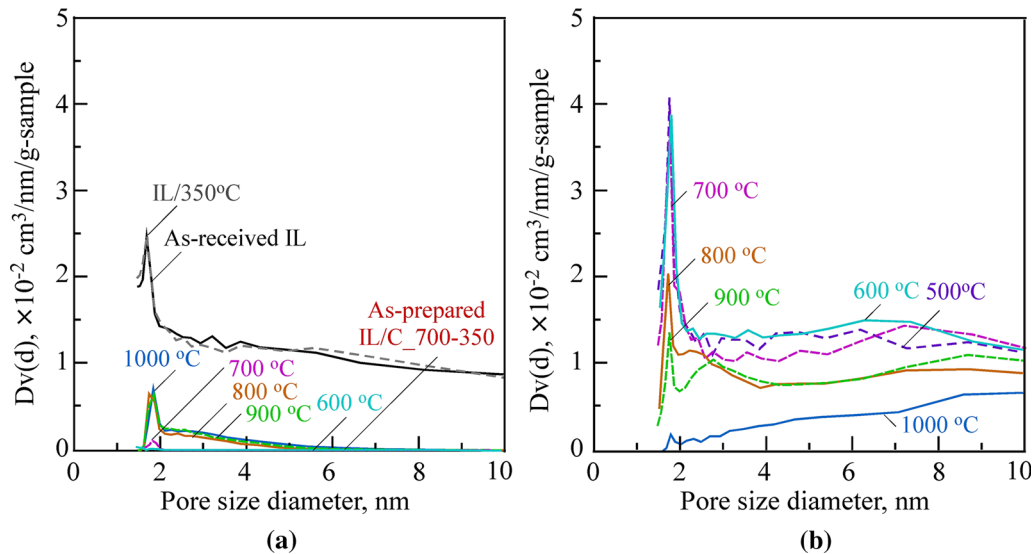 5
4
3
2
1
0
Dv(d), ×10⁻² cm³/nm/g-sample
IL/350°C
As-received IL
As-prepared
IL/C_700-350
1000 °C
700 °C
800 °C
900 °C
600 °C
0 2 4 6 8 10
Pore size diameter, nm
(a)
5
4
3
2
1
0
Dv(d), ×10⁻² cm³/nm/g-sample
700 °C
800 °C
900 °C
600 °C
500°C
1000 °C
0 2 4 6 8 10
Pore size diameter, nm
(b)